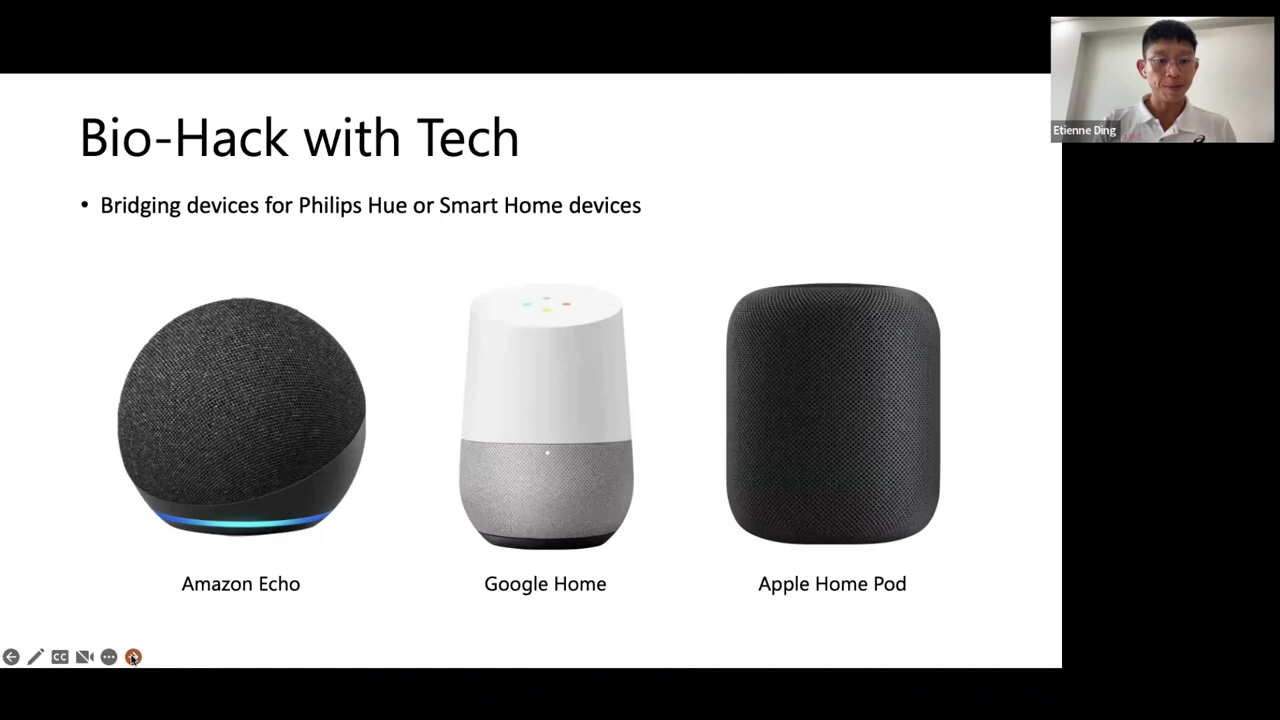 Bio-Hack with Tech
• Bridging devices for Philips Hue or Smart Home devices
Amazon Echo
Google Home
Apple Home Pod
Etienne Ding
CC